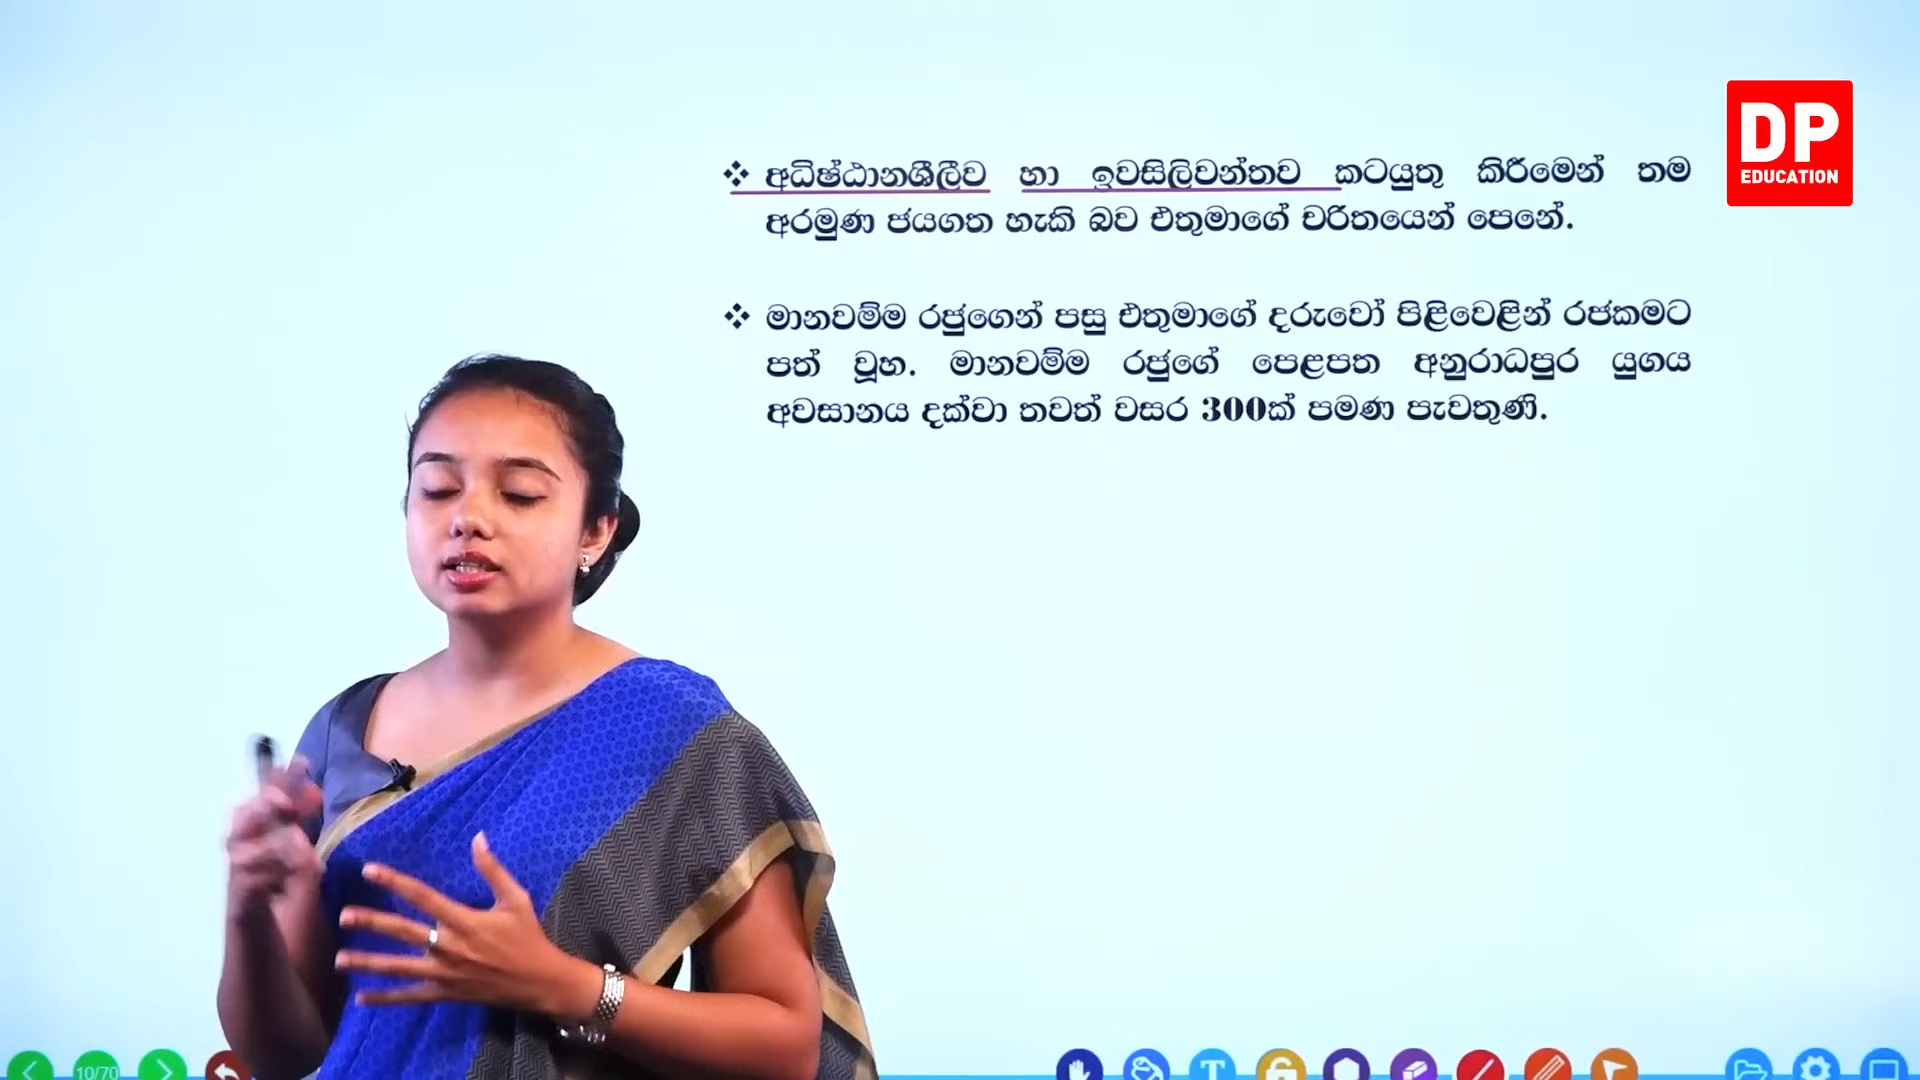 DP
EDUCATION
❖ අධිෂ්ඨානශීලීව හා ඉවසිලිවන්තව කටයුතු කිරීමෙන් තම
අරමුණ ජයගත හැකි බව එතුමාගේ චරිතයෙන් පෙනේ.
❖ මානවම්ම රජුගෙන් පසු එතුමාගේ දරුවෝ පිළිවෙළින් රජකමට
පත් වූහ. මානවම්ම රජුගේ පෙළපත අනුරාධපුර යුගය
අවසානය දක්වා තවත් වසර 300ක් පමණ පැවතුණි.
10/70
T